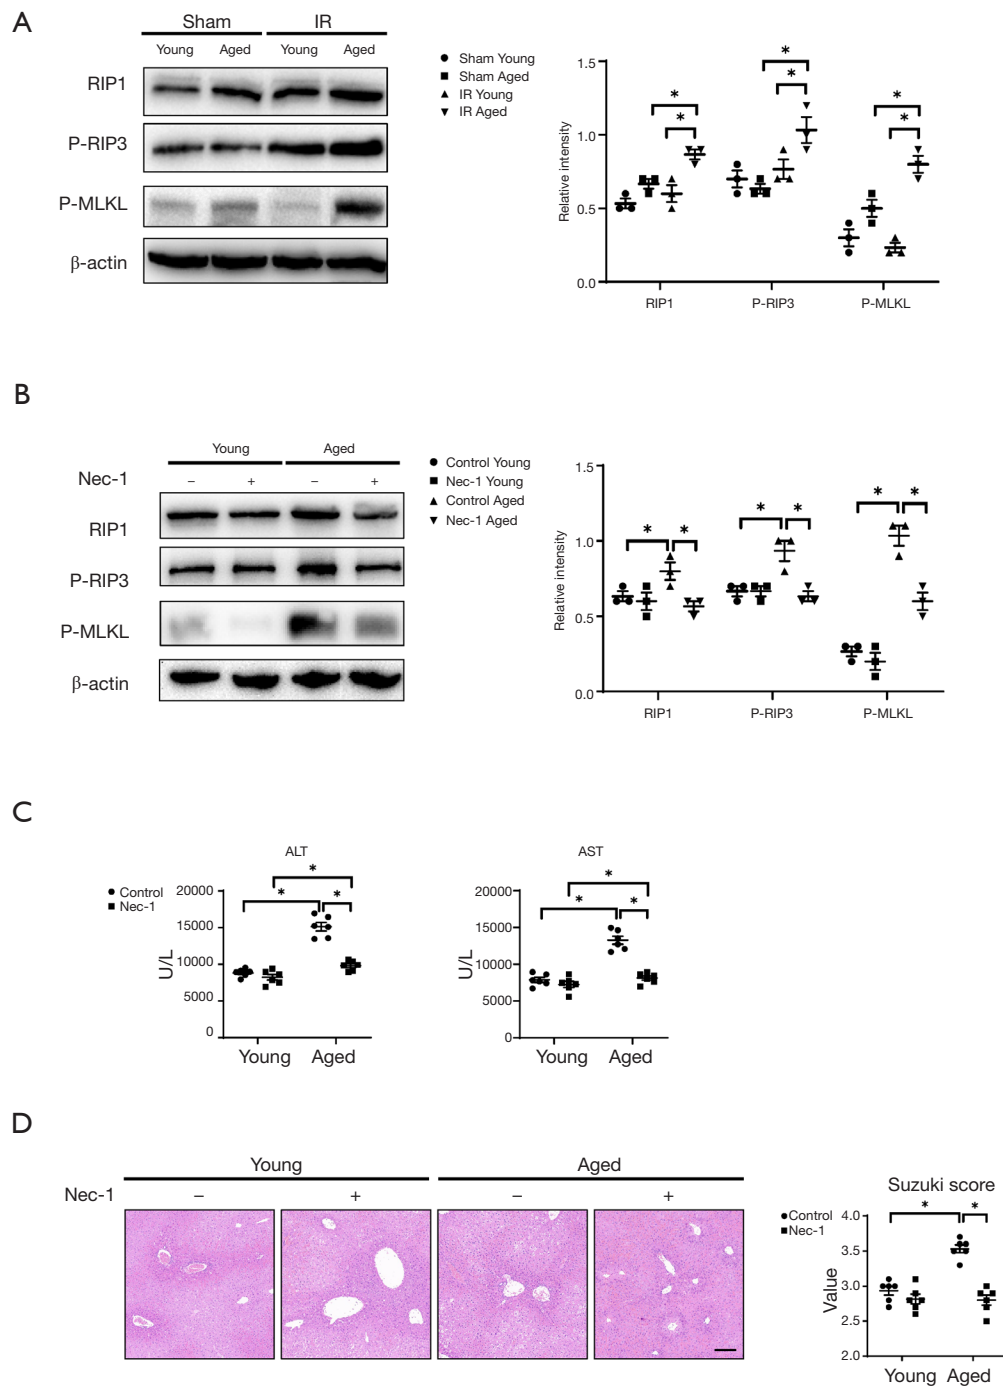 A
Sham IR
Young Aged Young Aged
RIP1
P-RIP3
P-MLKL
β-actin
Sham Young
Sham Aged
IR Young
IR Aged
Relative intensity
1.5
1.0
0.5
0.0
* * * * * *
RIP1 P-RIP3 P-MLKL
B
Young Aged
Nec-1 – + – +
RIP1
P-RIP3
P-MLKL
β-actin
Control Young
Nec-1 Young
Control Aged
Nec-1 Aged
Relative intensity
1.5
1.0
0.5
0.0
* * * * * *
RIP1 P-RIP3 P-MLKL
C
Control
Nec-1
ALT
U/L
20000
15000
10000
5000
0
* * *
Young Aged
AST
U/L
20000
15000
10000
5000
0
* * *
Young Aged
D
Young Aged
Nec-1 – + – +
Suzuki score
Control
Nec-1
Value
4.0
3.5
3.0
2.5
2.0
* *
Young Aged